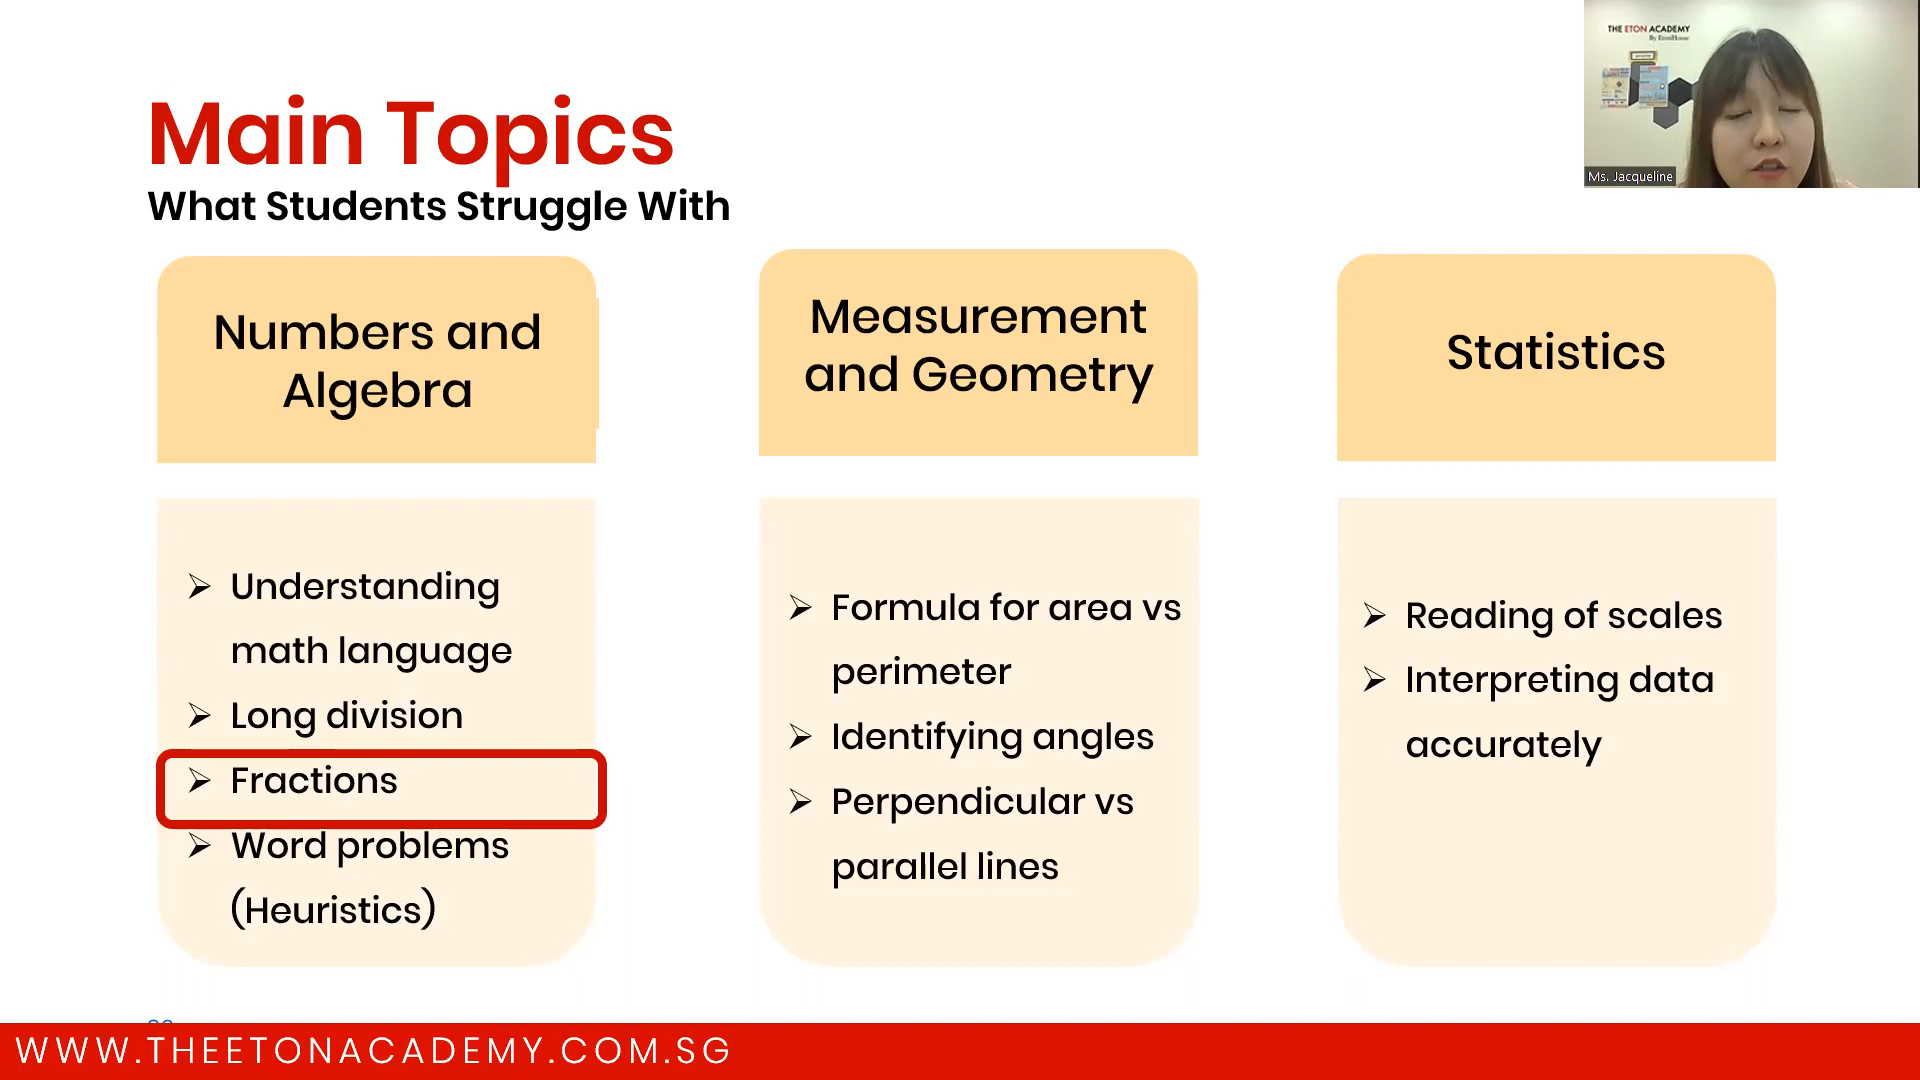 THE ETON ACADEMY
By EtonHouse
Ms. Jacqueline
Main Topics
What Students Struggle With
Numbers and
Algebra
➢ Understanding
math language
➢ Long division
➢ Fractions
➢ Word problems
(Heuristics)
Measurement
and Geometry
➢ Formula for area vs
perimeter
➢ Identifying angles
➢ Perpendicular vs
parallel lines
Statistics
➢ Reading of scales
➢ Interpreting data
accurately
WWW.THEETONACADEMY.COM.SG